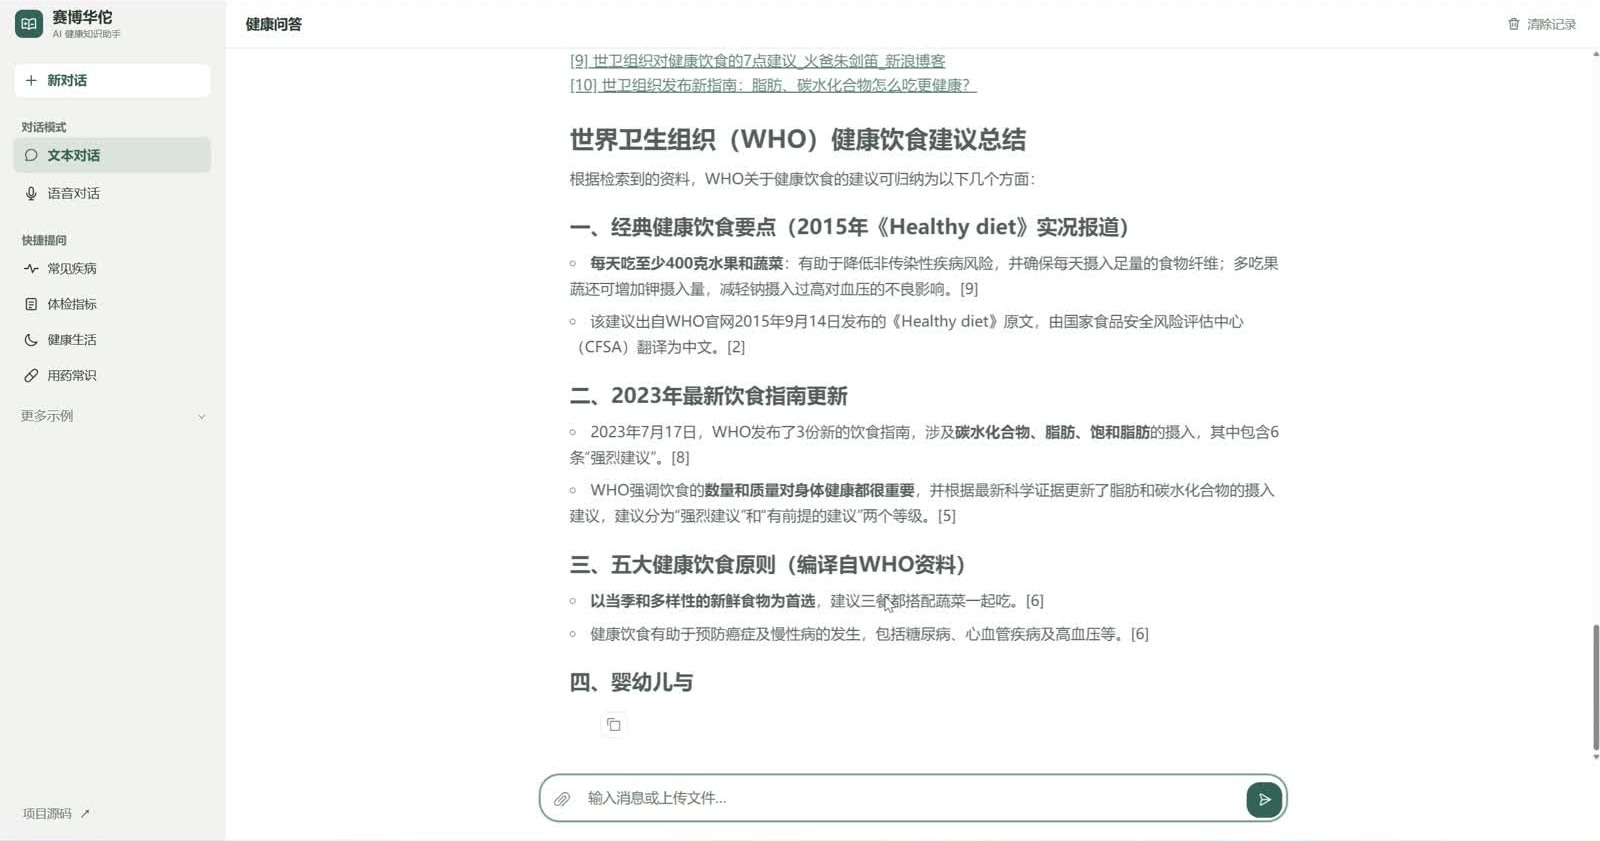 赛博华佗
AI 健康知识助手
新对话
对话模式
文本对话
语音对话
快捷提问
常见疾病
体检指标
健康生活
用药常识
更多示例
项目源码 ↗
健康问答
清除记录
[9] 世卫组织对健康饮食的7点建议_火爸朱剑笛_新浪博客
[10] 世卫组织发布新指南：脂肪、碳水化合物怎么吃更健康？
世界卫生组织（WHO）健康饮食建议总结
根据检索到的资料，WHO关于健康饮食的建议可归纳为以下几个方面：
一、经典健康饮食要点（2015年《Healthy diet》实况报道）
每天吃至少400克水果和蔬菜：有助于降低非传染性疾病风险，并确保每天摄入足量的食物纤维；多吃果
蔬还可增加钾摄入量，减轻钠摄入过高对血压的不良影响。[9]
该建议出自WHO官网2015年9月14日发布的《Healthy diet》原文，由国家食品安全风险评估中心
（CFSA）翻译为中文。[2]
二、2023年最新饮食指南更新
2023年7月17日，WHO发布了3份新的饮食指南，涉及碳水化合物、脂肪、饱和脂肪的摄入，其中包含6
条“强烈建议”。[8]
WHO强调饮食的数量和质量对身体健康都很重要，并根据最新科学证据更新了脂肪和碳水化合物的摄入
建议，建议分为“强烈建议”和“有前提的建议”两个等级。[5]
三、五大健康饮食原则（编译自WHO资料）
以当季和多样性的新鲜食物为首选，建议三餐都搭配蔬菜一起吃。[6]
健康饮食有助于预防癌症及慢性病的发生，包括糖尿病、心血管疾病及高血压等。[6]
四、婴幼儿与
输入消息或上传文件...